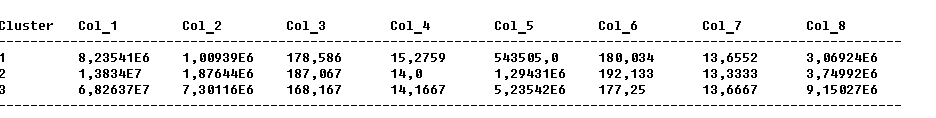 Cluster Col_1 Col_2 Col_3 Col_4 Col_5 Col_6 Col_7 Col_8
1 8,23541E6 1,00939E6 178,586 15,2759 543505,0 180,034 13,6552 3,06924E6
2 1,3834E7 1,87644E6 187,067 14,0 1,29431E6 192,133 13,3333 3,74992E6
3 6,82637E7 7,30116E6 168,167 14,1667 5,23542E6 177,25 13,6667 9,15027E6